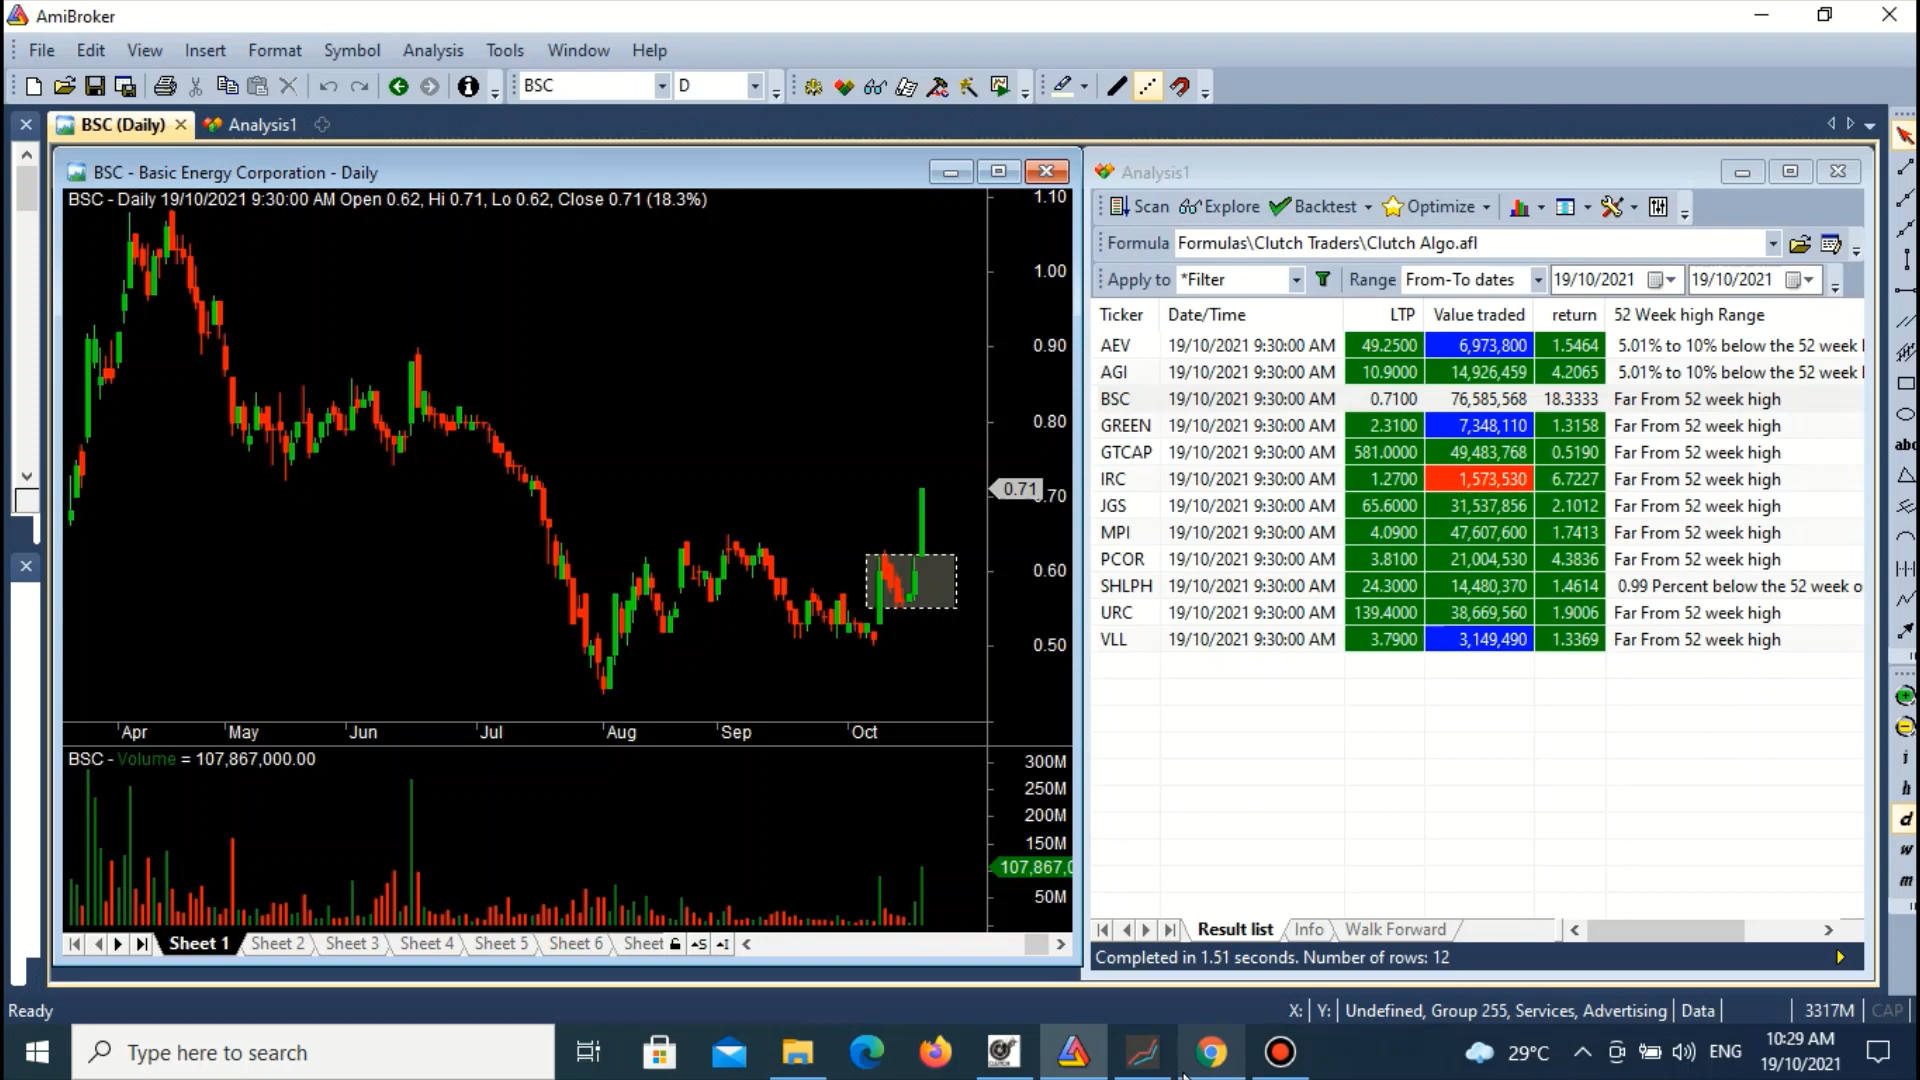 AmiBroker
File Edit View Insert Format Symbol Analysis Tools Window Help
BSC D
BSC (Daily) Analysis1
BSC - Basic Energy Corporation - Daily
BSC - Daily 19/10/2021 9:30:00 AM Open 0.62, Hi 0.71, Lo 0.62, Close 0.71 (18.3%)
1.10
1.00
0.90
0.80
0.71
0.70
0.60
0.50
Apr May Jun Jul Aug Sep Oct
BSC - Volume = 107,867,000.00
300M
250M
200M
150M
107,867,0
50M
Sheet 1 Sheet 2 Sheet 3 Sheet 4 Sheet 5 Sheet 6 Sheet
Analysis1
Scan Explore Backtest Optimize
Formula Formulas\Clutch Traders\Clutch Algo.afl
Apply to *Filter Range From-To dates 19/10/2021 19/10/2021
Ticker Date/Time LTP Value traded return 52 Week high Range
AEV 19/10/2021 9:30:00 AM 49.2500 6,973,800 1.5464 5.01% to 10% below the 52 week
AGI 19/10/2021 9:30:00 AM 10.9000 14,926,459 4.2065 5.01% to 10% below the 52 week
BSC 19/10/2021 9:30:00 AM 0.7100 76,585,568 18.3333 Far From 52 week high
GREEN 19/10/2021 9:30:00 AM 2.3100 7,348,110 1.3158 Far From 52 week high
GTCAP 19/10/2021 9:30:00 AM 581.0000 49,483,768 0.5190 Far From 52 week high
IRC 19/10/2021 9:30:00 AM 1.2700 1,573,530 6.7227 Far From 52 week high
JGS 19/10/2021 9:30:00 AM 65.6000 31,537,856 2.1012 Far From 52 week high
MPI 19/10/2021 9:30:00 AM 4.0900 47,607,600 1.7413 Far From 52 week high
PCOR 19/10/2021 9:30:00 AM 3.8100 21,004,530 4.3836 Far From 52 week high
SHLPH 19/10/2021 9:30:00 AM 24.3000 14,480,370 1.4614 0.99 Percent below the 52 week o
URC 19/10/2021 9:30:00 AM 139.4000 38,669,560 1.9006 Far From 52 week high
VLL 19/10/2021 9:30:00 AM 3.7900 3,149,490 1.3369 Far From 52 week high
Result list Info Walk Forward
Completed in 1.51 seconds. Number of rows: 12
abc
i
h
d
w
m
Ready X: Y: Undefined, Group 255, Services, Advertising Data 3317M CAP
Type here to search
29°C ENG
10:29 AM
19/10/2021